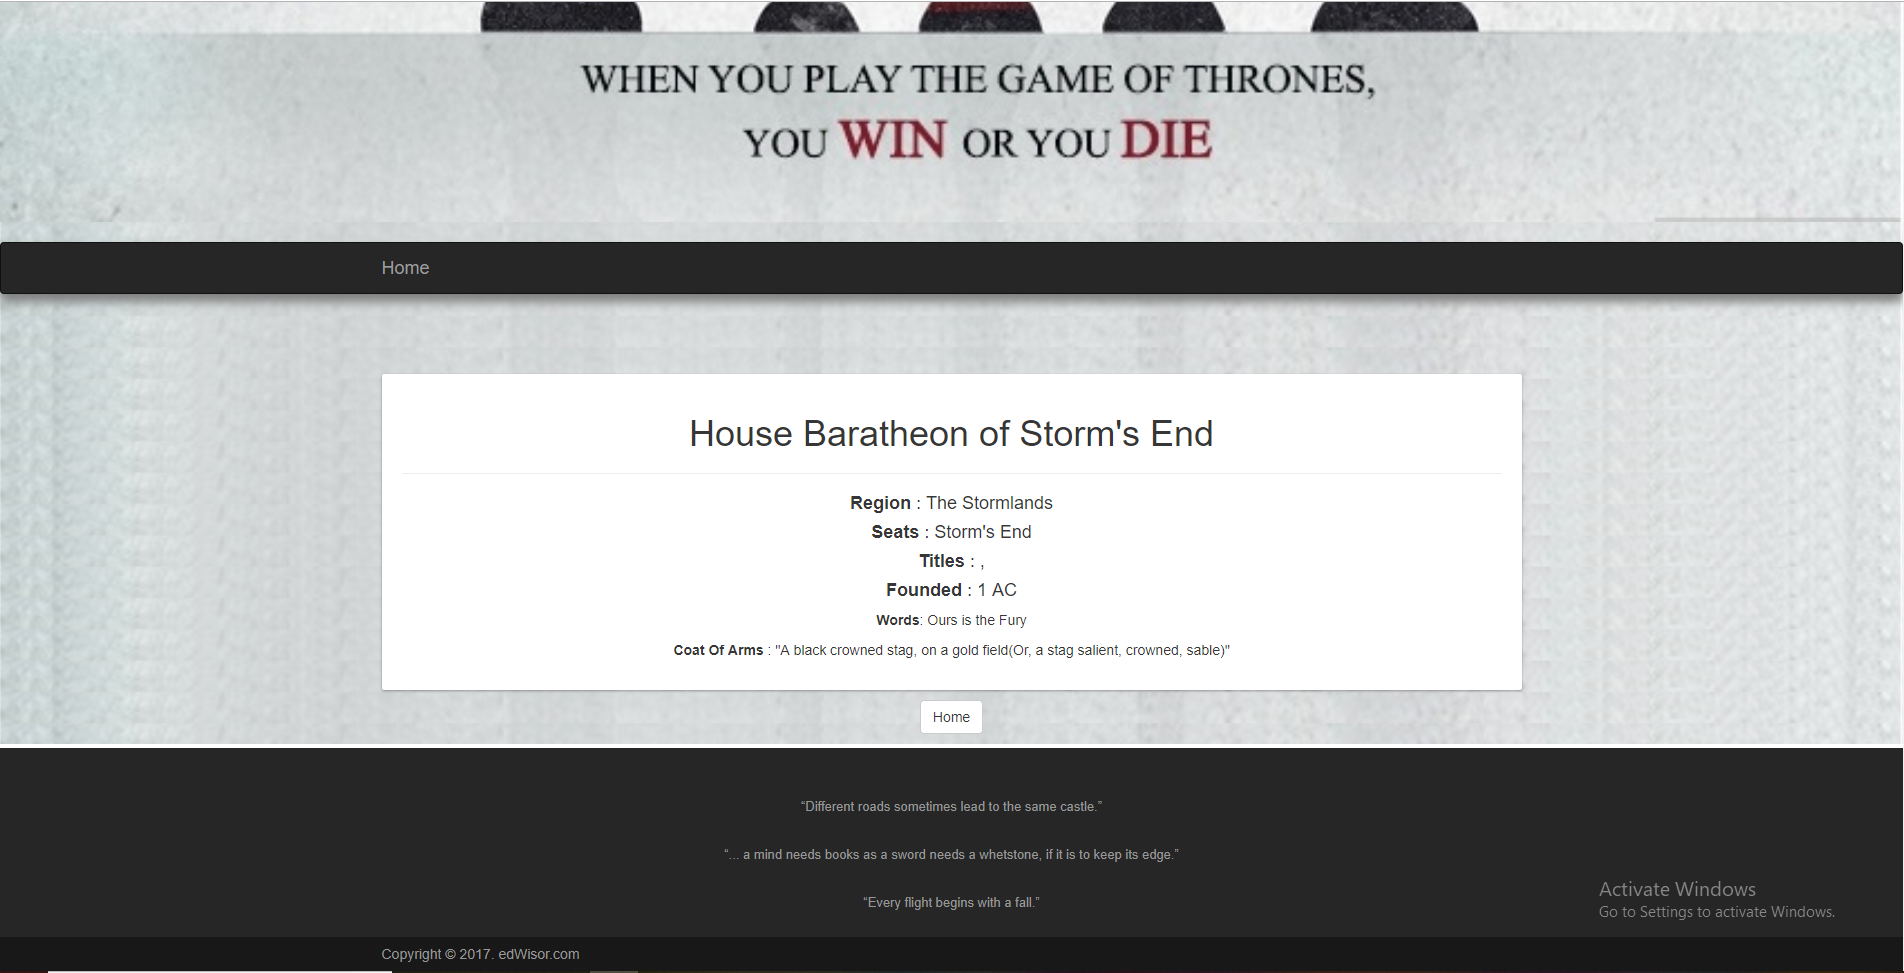 WHEN YOU PLAY THE GAME OF THRONES,
YOU WIN OR YOU DIE
Home
House Baratheon of Storm's End
Region : The Stormlands
Seats : Storm's End
Titles : ,
Founded : 1 AC
Words: Ours is the Fury
Coat Of Arms : "A black crowned stag, on a gold field(Or, a stag salient, crowned, sable)"
Home
“Different roads sometimes lead to the same castle.”
“... a mind needs books as a sword needs a whetstone, if it is to keep its edge.”
“Every flight begins with a fall.”
Activate Windows
Go to Settings to activate Windows.
Copyright © 2017. edWisor.com